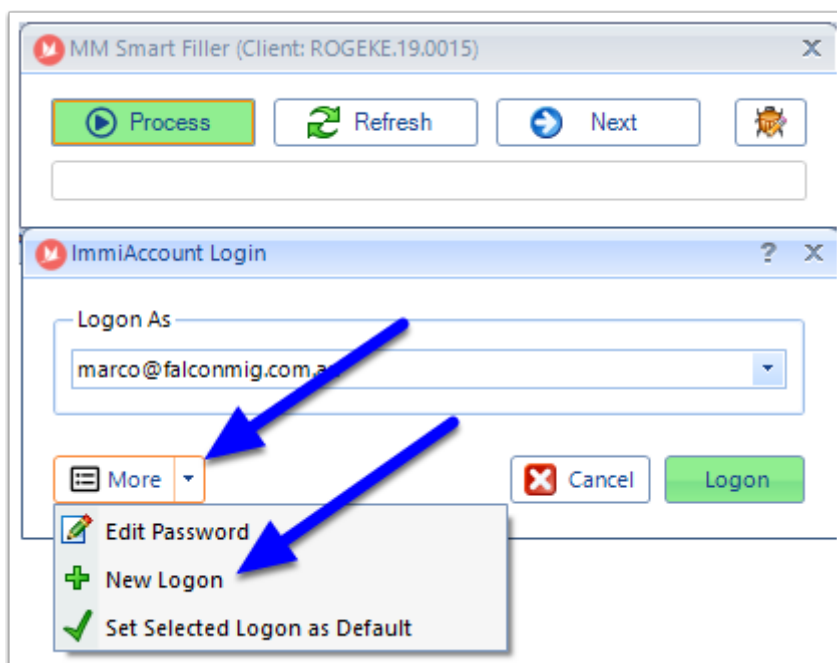 MM Smart Filler (Client: ROGEKE.19.0015)
Process Refresh Next
ImmiAccount Login ?
Logon As
marco@falconmig.com.a
More Cancel Logon
Edit Password
New Logon
Set Selected Logon as Default